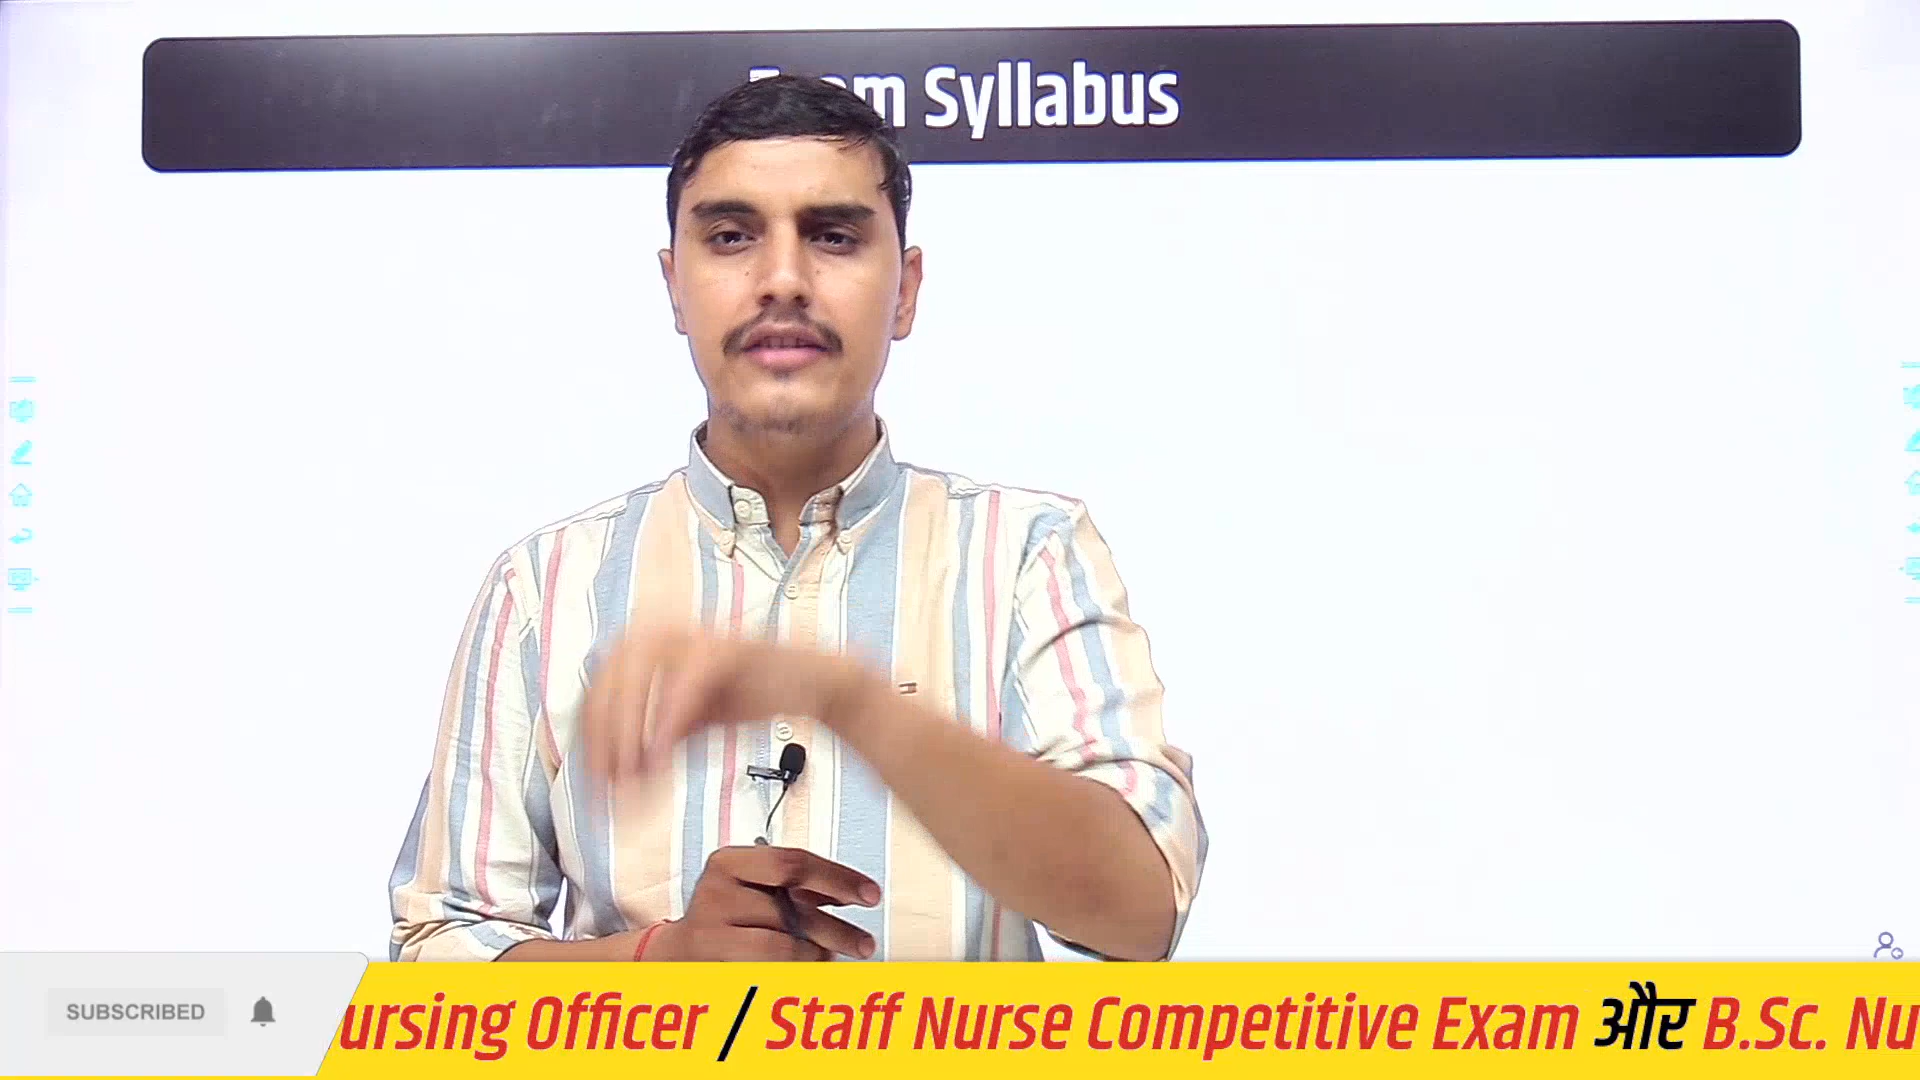 Syllabus
SUBSCRIBED
ursing Officer / Staff Nurse Competitive Exam और B.Sc. Nu